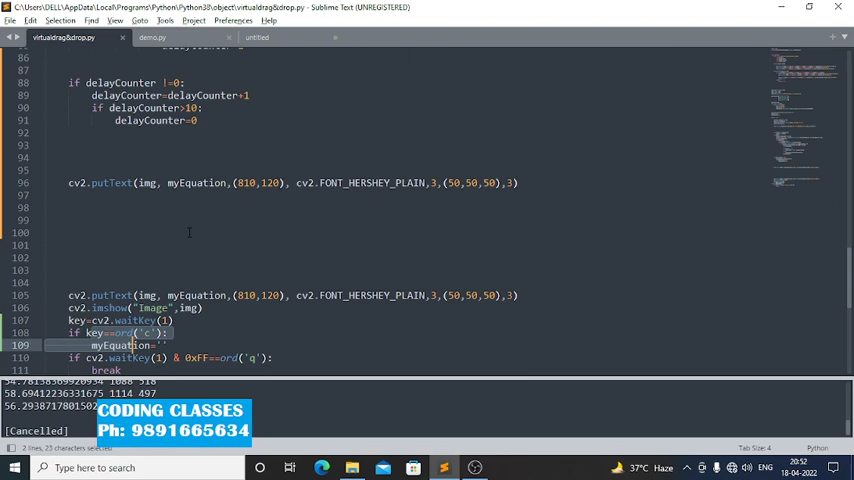 C:\Users\DELL\AppData\Local\Programs\Python\Python38\object\virtualdrag&drop.py - Sublime Text (UNREGISTERED)
File Edit Selection Find View Goto Tools Project Preferences Help
virtualdrag&drop.py × demo.py × untitled
86
87
88 if delayCounter !=0:
89 delayCounter=delayCounter+1
90 if delayCounter>10:
91 delayCounter=0
92
93
94
95
96 cv2.putText(img, myEquation,(810,120), cv2.FONT_HERSHEY_PLAIN,3,(50,50,50),3)
97
98
99
100
101
102
103
104
105 cv2.putText(img, myEquation,(810,120), cv2.FONT_HERSHEY_PLAIN,3,(50,50,50),3)
106 cv2.imshow("Image",img)
107 key=cv2.waitKey(1)
108 if key==ord('c'):
109 myEquation=''
110 if cv2.waitKey(1) & 0xFF==ord('q'):
111 break
54.78138369920934 1088 518
58.69412236331675 1114 497
56.2938717801502
[Cancelled]
CODING CLASSES
Ph: 9891665634
2 lines, 25 characters selected Tab Size: 4 Python
Type here to search 37°C Haze ENG 20:52
18-04-2022